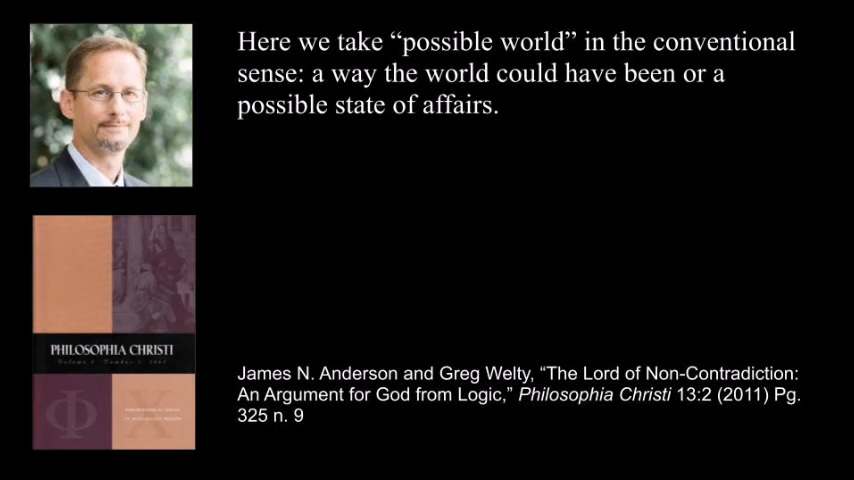 Here we take “possible world” in the conventional
sense: a way the world could have been or a
possible state of affairs.
PHILOSOPHIA CHRISTI
James N. Anderson and Greg Welty, “The Lord of Non-Contradiction:
An Argument for God from Logic,” Philosophia Christi 13:2 (2011) Pg.
325 n. 9
Φ
X